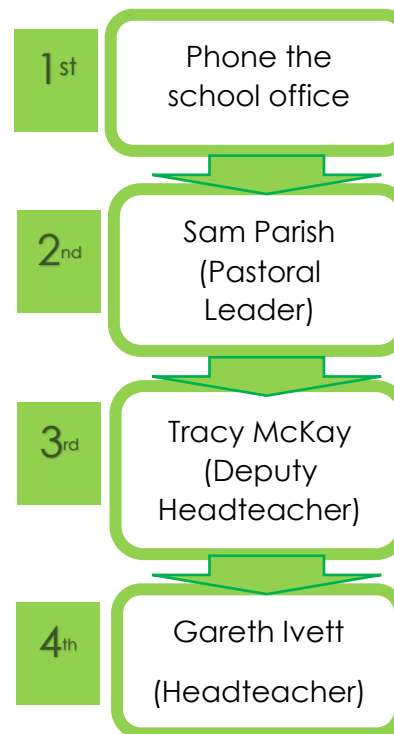 1st
Phone the
school office
2nd
Sam Parish
(Pastoral
Leader)
3rd
Tracy McKay
(Deputy
Headteacher)
4th
Gareth Ivett
(Headteacher)